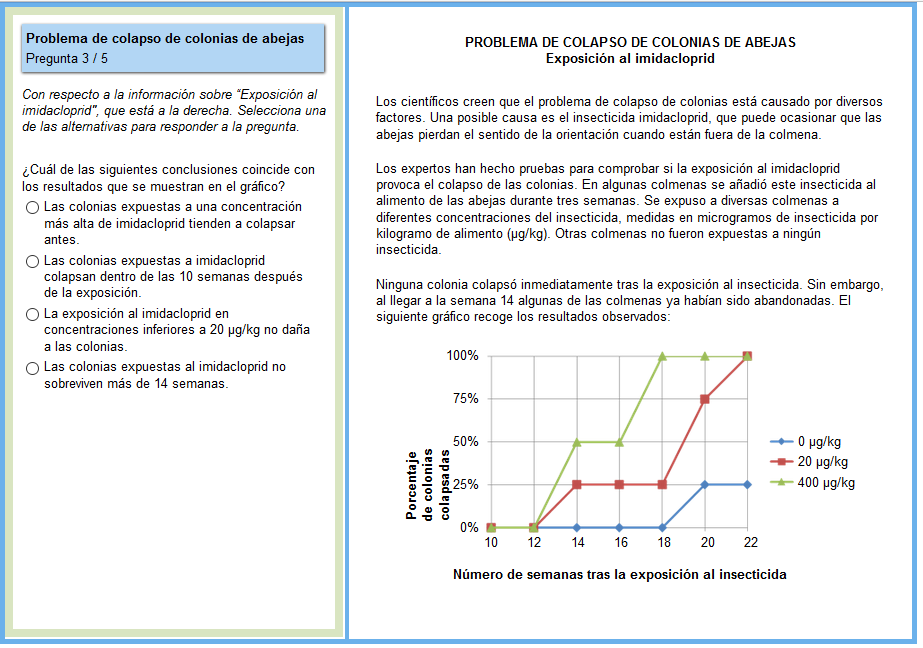 Problema de colapso de colonias de abejas
Pregunta 3 / 5
Con respecto a la información sobre "Exposición al
imidacloprid", que está a la derecha. Selecciona una
de las alternativas para responder a la pregunta.
¿Cuál de las siguientes conclusiones coincide con
los resultados que se muestran en el gráfico?
Las colonias expuestas a una concentración
más alta de imidacloprid tienden a colapsar
antes.
Las colonias expuestas a imidacloprid
colapsan dentro de las 10 semanas después
de la exposición.
La exposición al imidacloprid en
concentraciones inferiores a 20 µg/kg no daña
a las colonias.
Las colonias expuestas al imidacloprid no
sobreviven más de 14 semanas.
PROBLEMA DE COLAPSO DE COLONIAS DE ABEJAS
Exposición al imidacloprid
Los científicos creen que el problema de colapso de colonias está causado por diversos
factores. Una posible causa es el insecticida imidacloprid, que puede ocasionar que las
abejas pierdan el sentido de la orientación cuando están fuera de la colmena.
Los expertos han hecho pruebas para comprobar si la exposición al imidacloprid
provoca el colapso de las colonias. En algunas colmenas se añadió este insecticida al
alimento de las abejas durante tres semanas. Se expuso a diversas colmenas a
diferentes concentraciones del insecticida, medidas en microgramos de insecticida por
kilogramo de alimento (µg/kg). Otras colmenas no fueron expuestas a ningún
insecticida.
Ninguna colonia colapsó inmediatamente tras la exposición al insecticida. Sin embargo,
al llegar a la semana 14 algunas de las colmenas ya habían sido abandonadas. El
siguiente gráfico recoge los resultados observados:
100%
75%
50%
25%
0%
Porcentaje
de colonias
colapsadas
10 12 14 16 18 20 22
Número de semanas tras la exposición al insecticida
0 µg/kg
20 µg/kg
400 µg/kg